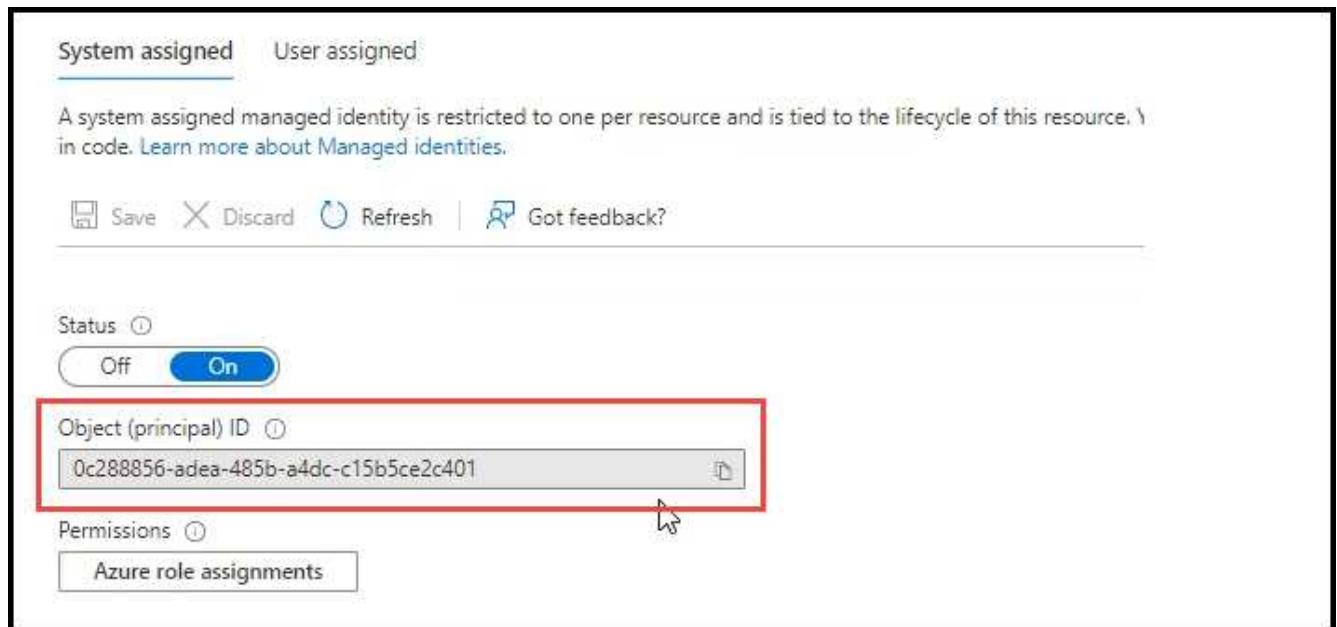 System assigned User assigned
A system assigned managed identity is restricted to one per resource and is tied to the lifecycle of this resource.
in code. Learn more about Managed identities.
Save Discard Refresh Got feedback?
Status
Off On
Object (principal) ID
0c288856-adea-485b-a4dc-c15b5ce2c401
Permissions
Azure role assignments